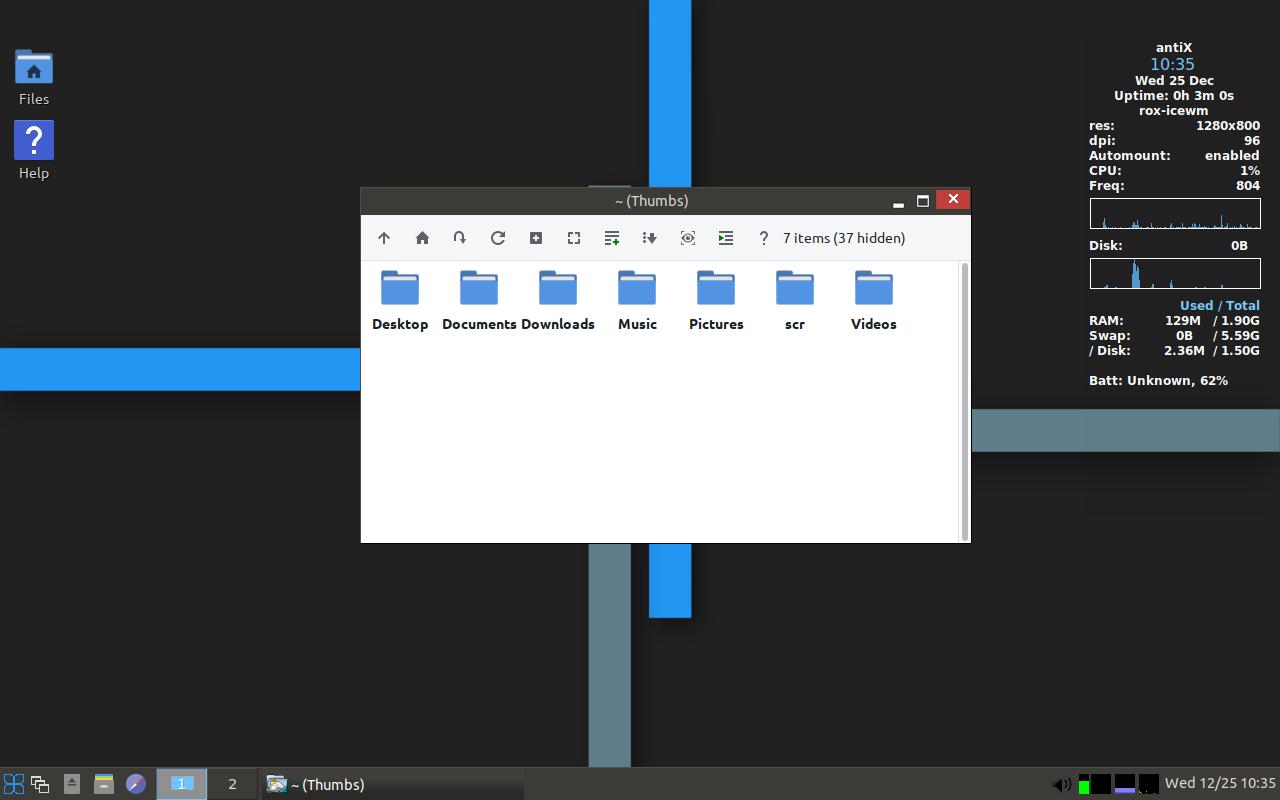 Files
?
Help
~ (Thumbs)
? 7 items (37 hidden)
Desktop Documents Downloads Music Pictures scr Videos
antiX
10:35
Wed 25 Dec
Uptime: 0h 3m 0s
rox-icewm
res: 1280x800
dpi: 96
Automount: enabled
CPU: 1%
Freq: 804
Disk: 0B
Used / Total
RAM: 129M / 1.90G
Swap: 0B / 5.59G
/ Disk: 2.36M / 1.50G
Batt: Unknown, 62%
1 2 ~ (Thumbs) Wed 12/25 10:35